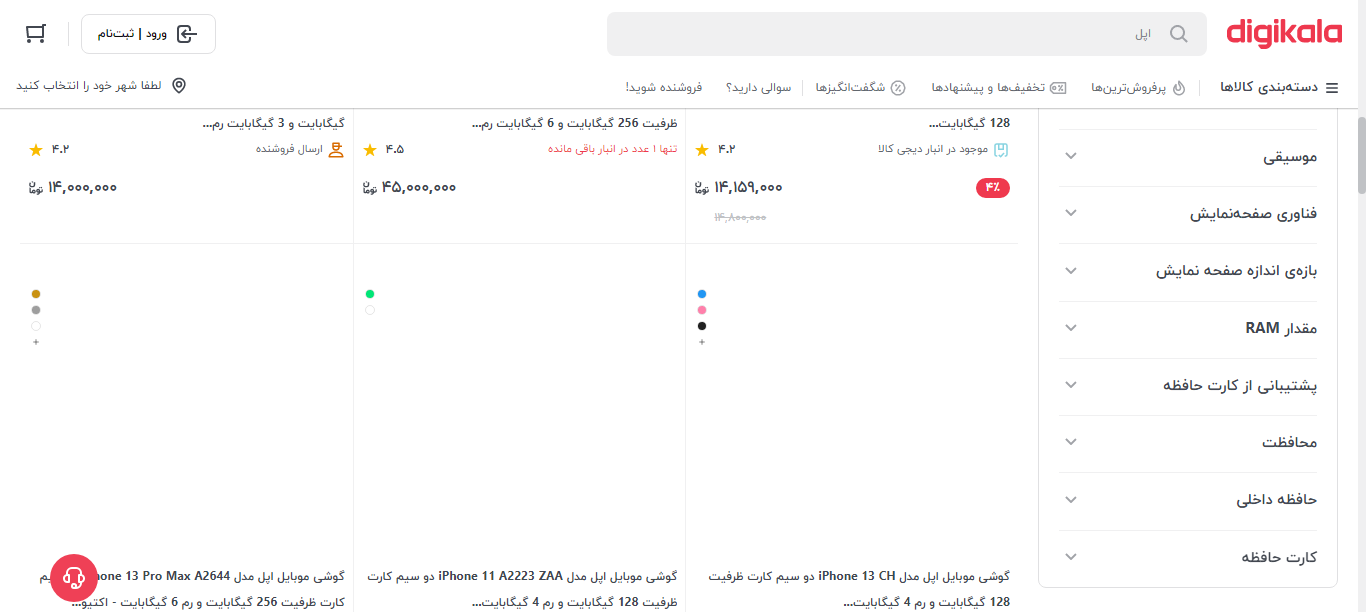 digikala
اپل
ورود | ثبت‌نام
دسته‌بندی کالاها
پرفروش‌ترین‌ها
تخفیف‌ها و پیشنهادها
شگفت‌انگیزها
سوالی دارید؟
فروشنده شوید!
لطفا شهر خود را انتخاب کنید
موسیقی
فناوری صفحه‌نمایش
بازه‌ی اندازه صفحه نمایش
مقدار RAM
پشتیبانی از کارت حافظه
محافظت
حافظه داخلی
کارت حافظه
128 گیگابایت...
موجود در انبار دیجی کالا
۴.۲
۴٪
۱۴,۱۵۹,۰۰۰ تومان
۱۴,۸۰۰,۰۰۰
ظرفیت 256 گیگابایت و 6 گیگابایت رم...
تنها ۱ عدد در انبار باقی مانده
۴.۵
۴۵,۰۰۰,۰۰۰ تومان
گیگابایت و 3 گیگابایت رم...
ارسال فروشنده
۴.۲
۱۴,۰۰۰,۰۰۰ تومان
+
+
گوشی موبایل اپل مدل iPhone 13 CH دو سیم کارت ظرفیت
128 گیگابایت و رم 4 گیگابایت...
گوشی موبایل اپل مدل iPhone 11 A2223 ZAA دو سیم کارت
ظرفیت 128 گیگابایت و رم 4 گیگابایت...
گوشی موبایل اپل مدل hone 13 Pro Max A2644
کارت ظرفیت 256 گیگابایت و رم 6 گیگابایت - اکتیو...